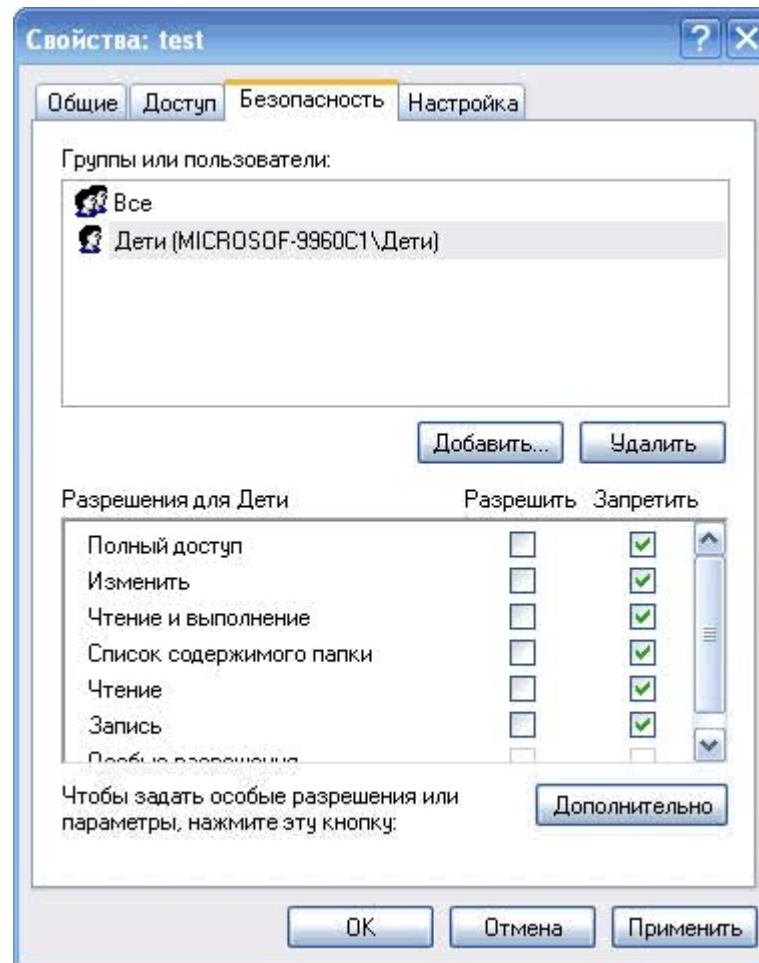 Свойства: test
Общие Доступ Безопасность Настройка
Группы или пользователи:
Все
Дети (MICROSOF-9960C1\Дети)
Добавить... Удалить
Разрешения для Дети Разрешить Запретить
Полный доступ
Изменить
Чтение и выполнение
Список содержимого папки
Чтение
Запись
Особые разрешения
Чтобы задать особые разрешения или
параметры, нажмите эту кнопку:
Дополнительно
OK Отмена Применить